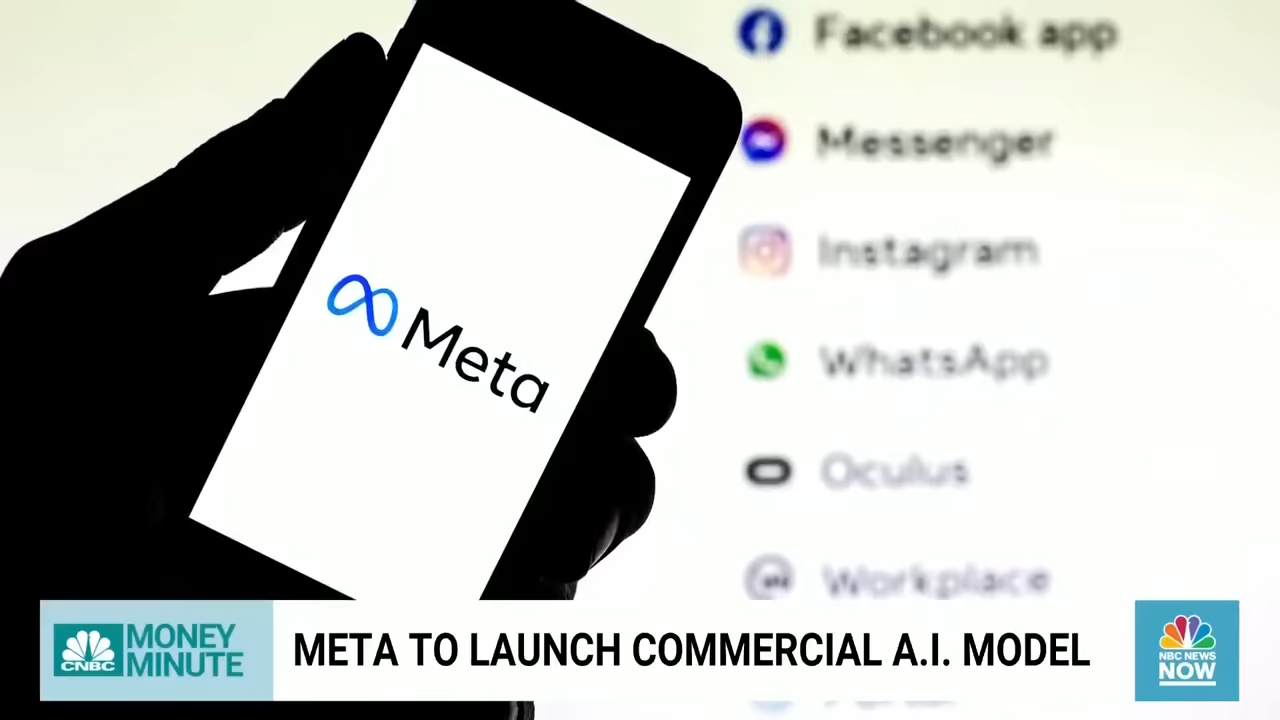 Facebook app
Messenger
Instagram
WhatsApp
Oculus
Workplace
Meta
CNBC
MONEY
MINUTE
META TO LAUNCH COMMERCIAL A.I. MODEL
NBC NEWS
NOW